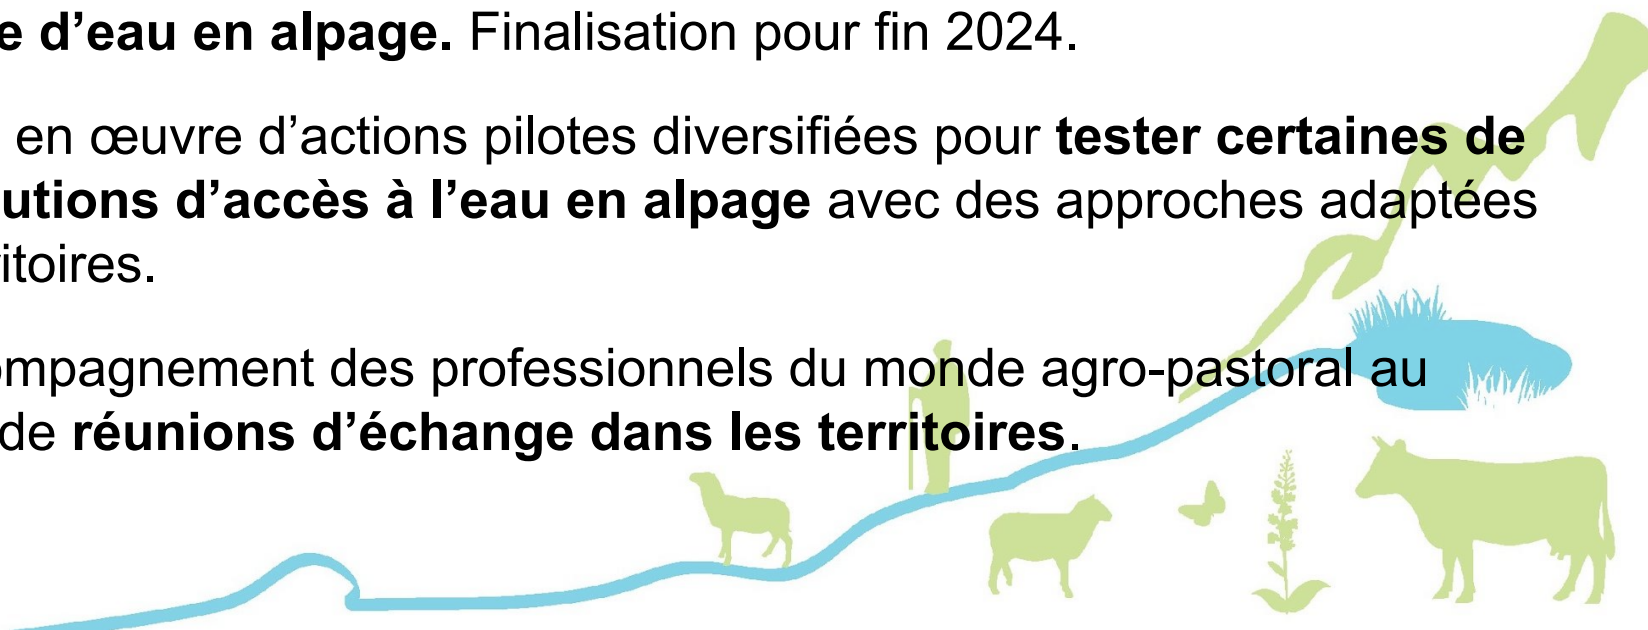 e d’eau en alpage. Finalisation pour fin 2024.
en œuvre d’actions pilotes diversifiées pour tester certaines de
utions d’accès à l’eau en alpage avec des approches adaptées
itoires.
ompagnement des professionnels du monde agro-pastoral au
de réunions d’échange dans les territoires.